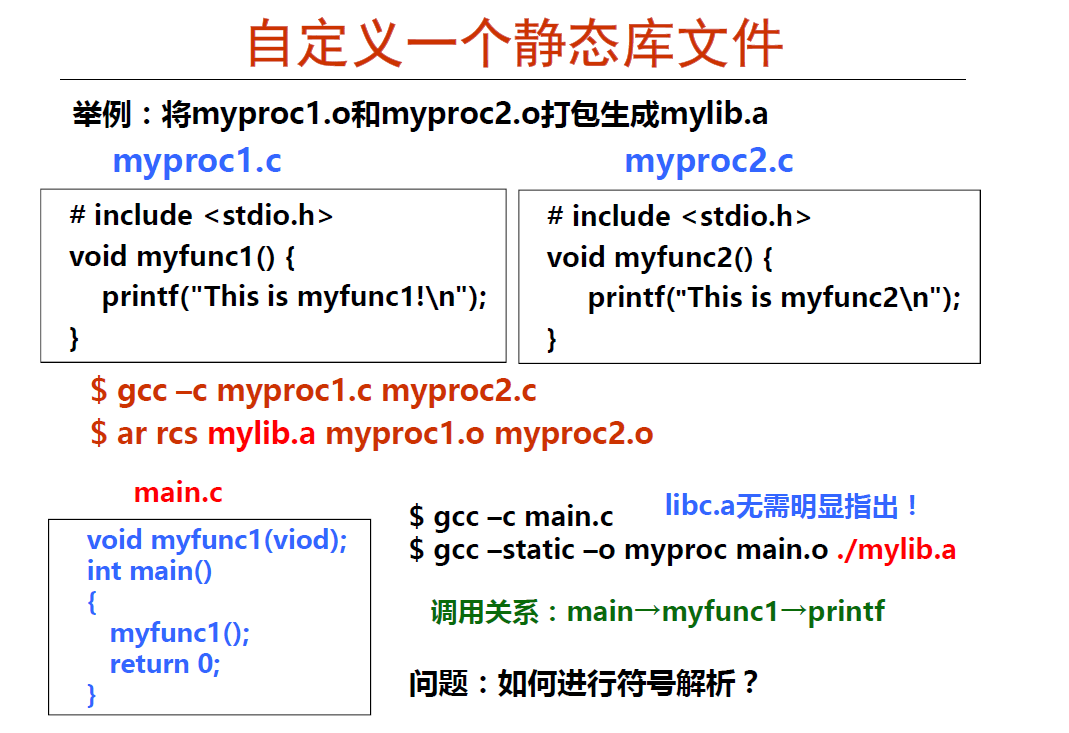 自定义一个静态库文件
举例：将myproc1.o和myproc2.o打包生成mylib.a
myproc1.c
# include <stdio.h>
void myfunc1() {
printf("This is myfunc1!\n");
}
myproc2.c
# include <stdio.h>
void myfunc2() {
printf("This is myfunc2\n");
}
$ gcc –c myproc1.c myproc2.c
$ ar rcs mylib.a myproc1.o myproc2.o
main.c
void myfunc1(viod);
int main()
{
myfunc1();
return 0;
}
libc.a无需明显指出！
$ gcc –c main.c
$ gcc –static –o myproc main.o ./mylib.a
调用关系：main→myfunc1→printf
问题：如何进行符号解析？